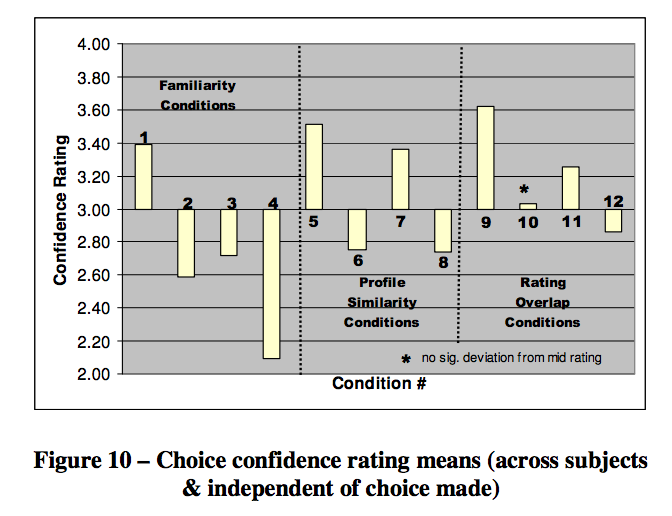 4.00
3.80
3.60
3.40
3.20
3.00
2.80
2.60
2.40
2.20
2.00
Confidence Rating
Familiarity
Conditions
1
2
3
4
5
6
7
8
Profile
Similarity
Conditions
9
*
10
11
12
Rating
Overlap
Conditions
* no sig. deviation from mid rating
Condition #
Figure 10 – Choice confidence rating means (across subjects
& independent of choice made)